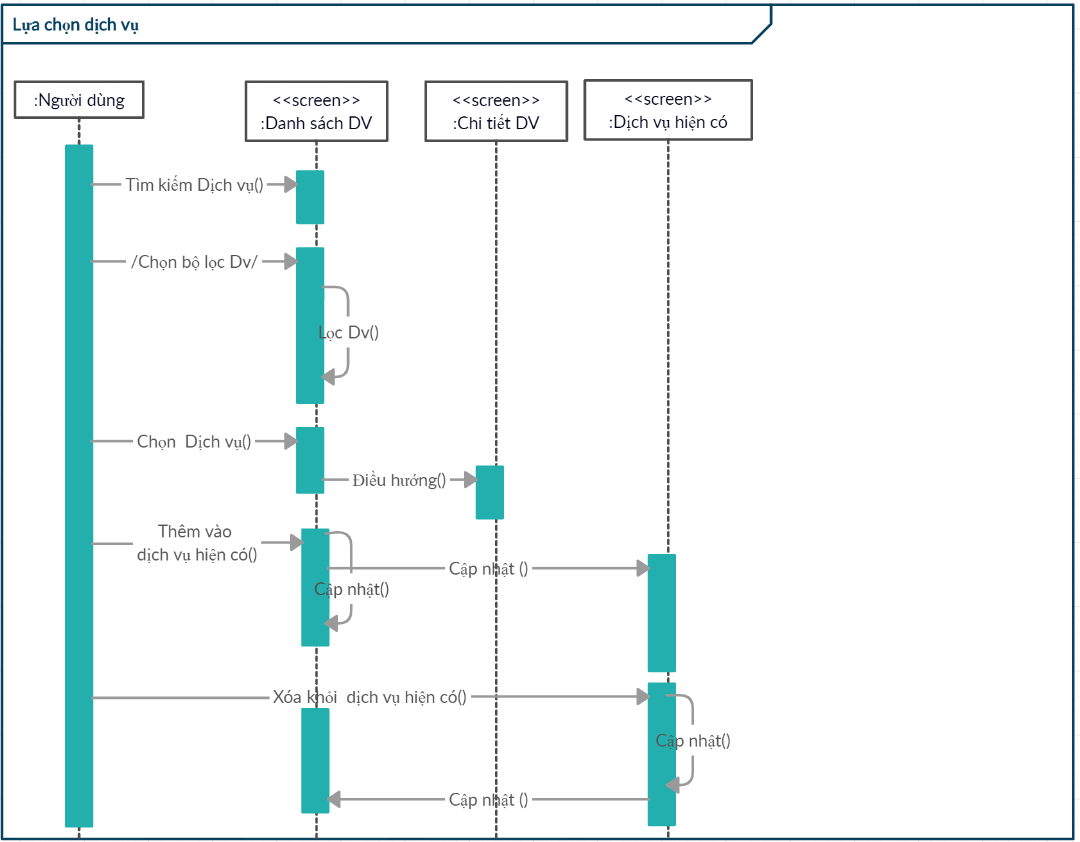 Lựa chọn dịch vụ
:Người dùng
<<screen>>
:Danh sách DV
<<screen>>
:Chi tiết DV
<<screen>>
:Dịch vụ hiện có
Tìm kiếm Dịch vụ()
/Chọn bộ lọc Dv/
Lọc Dv()
Chọn  Dịch vụ()
Điều hướng()
Thêm vào
dịch vụ hiện có()
Cập nhật ()
Cập nhật()
Xóa khỏi  dịch vụ hiện có()
Cập nhật()
Cập nhật ()